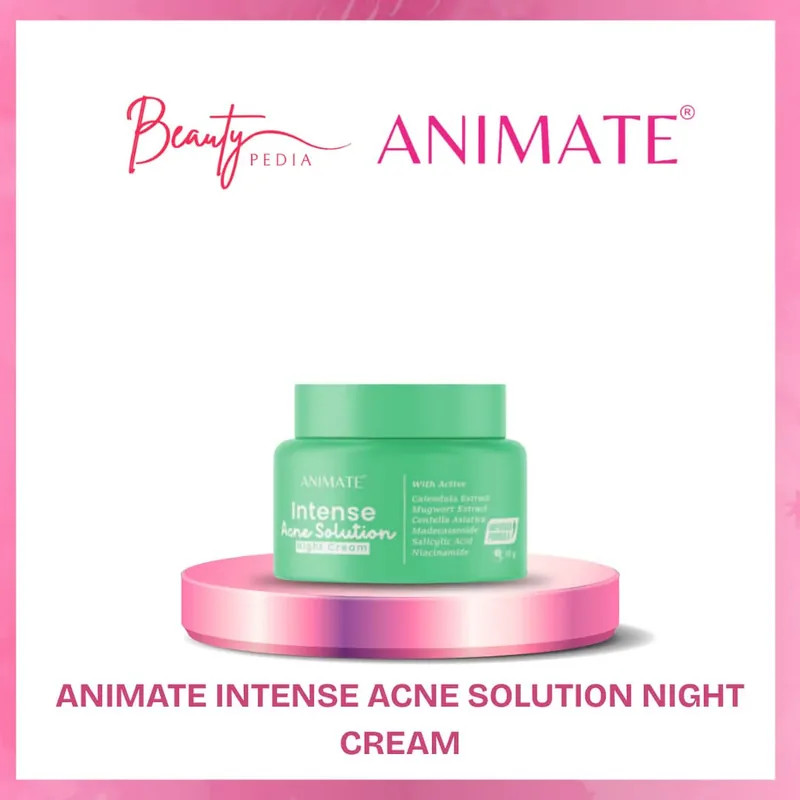 Beauty
PEDIA
ANIMATE®
ANIMATE
Intense
Acne Solution
Night Cream
With Active
Calendula Extract
Mugwort Extract
Centella Asiatica
Madecassoside
Salicylic Acid
Niacinamide
ANIMATE INTENSE ACNE SOLUTION NIGHT
CREAM